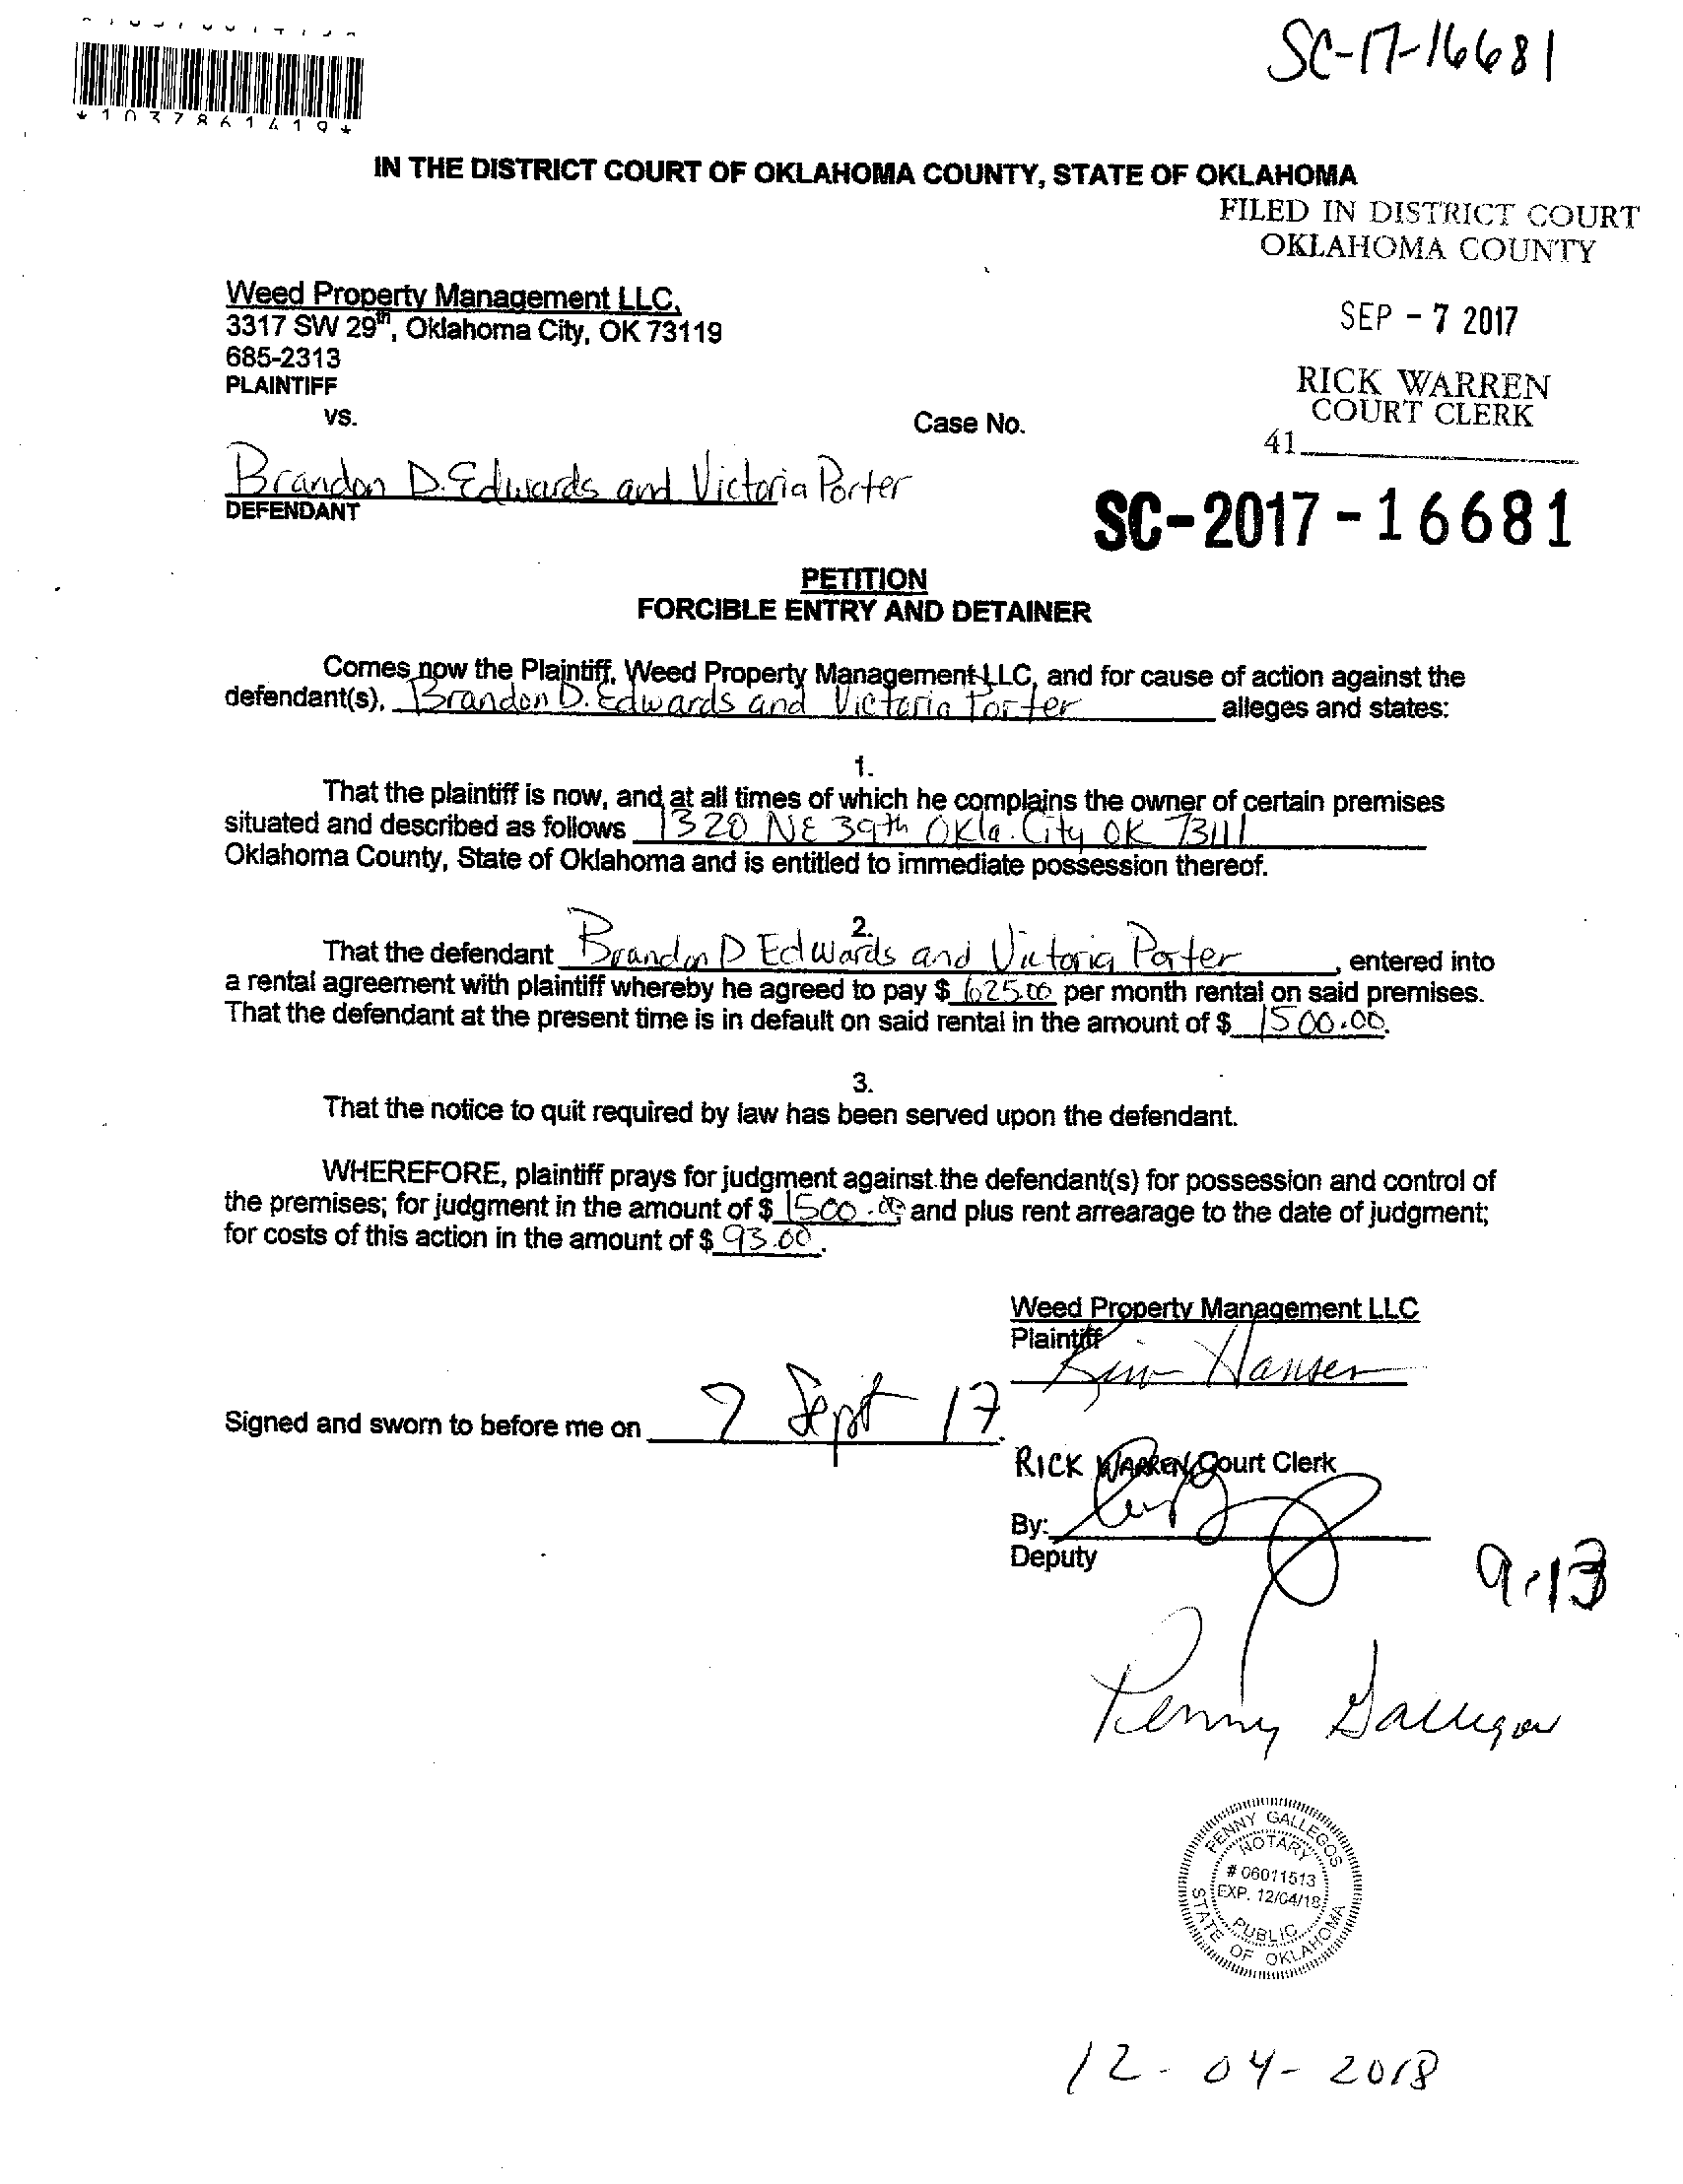 SC-17-16681
*1037861419*
IN THE DISTRICT COURT OF OKLAHOMA COUNTY, STATE OF OKLAHOMA
FILED IN DISTRICT COURT
OKLAHOMA COUNTY
SEP - 7 2017
RICK WARREN
COURT CLERK
41
Weed Property Management LLC,
3317 SW 29th, Oklahoma City, OK 73119
685-2313
PLAINTIFF
vs.
Case No.
Brandon D. Edwards and Victoria Porter
DEFENDANT
SC-2017-16681
PETITION
FORCIBLE ENTRY AND DETAINER
Comes now the Plaintiff, Weed Property Management LLC, and for cause of action against the
defendant(s), Brandon D. Edwards and Victoria Porter alleges and states:
1.
That the plaintiff is now, and at all times of which he complains the owner of certain premises
situated and described as follows 1320 NE 39th Okla. City OK 73111
Oklahoma County, State of Oklahoma and is entitled to immediate possession thereof.
2.
That the defendant Brandon D Edwards and Victoria Porter, entered into
a rental agreement with plaintiff whereby he agreed to pay $ 625.00 per month rental on said premises.
That the defendant at the present time is in default on said rental in the amount of $ 1500.00.
3.
That the notice to quit required by law has been served upon the defendant.
WHEREFORE, plaintiff prays for judgment against the defendant(s) for possession and control of
the premises; for judgment in the amount of $ 1500.00 and plus rent arrearage to the date of judgment;
for costs of this action in the amount of $ 93.00.
Weed Property Management LLC
Plaintiff
Kim Hansen
Signed and sworn to before me on 7 Sept 17.
RICK WARREN, Court Clerk
By:
Deputy
9-13
Penny Gallegos
PENNY GALLEGOS
NOTARY
# 06011513
EXP. 12/04/18
PUBLIC
STATE OF OKLAHOMA
12-04-2018